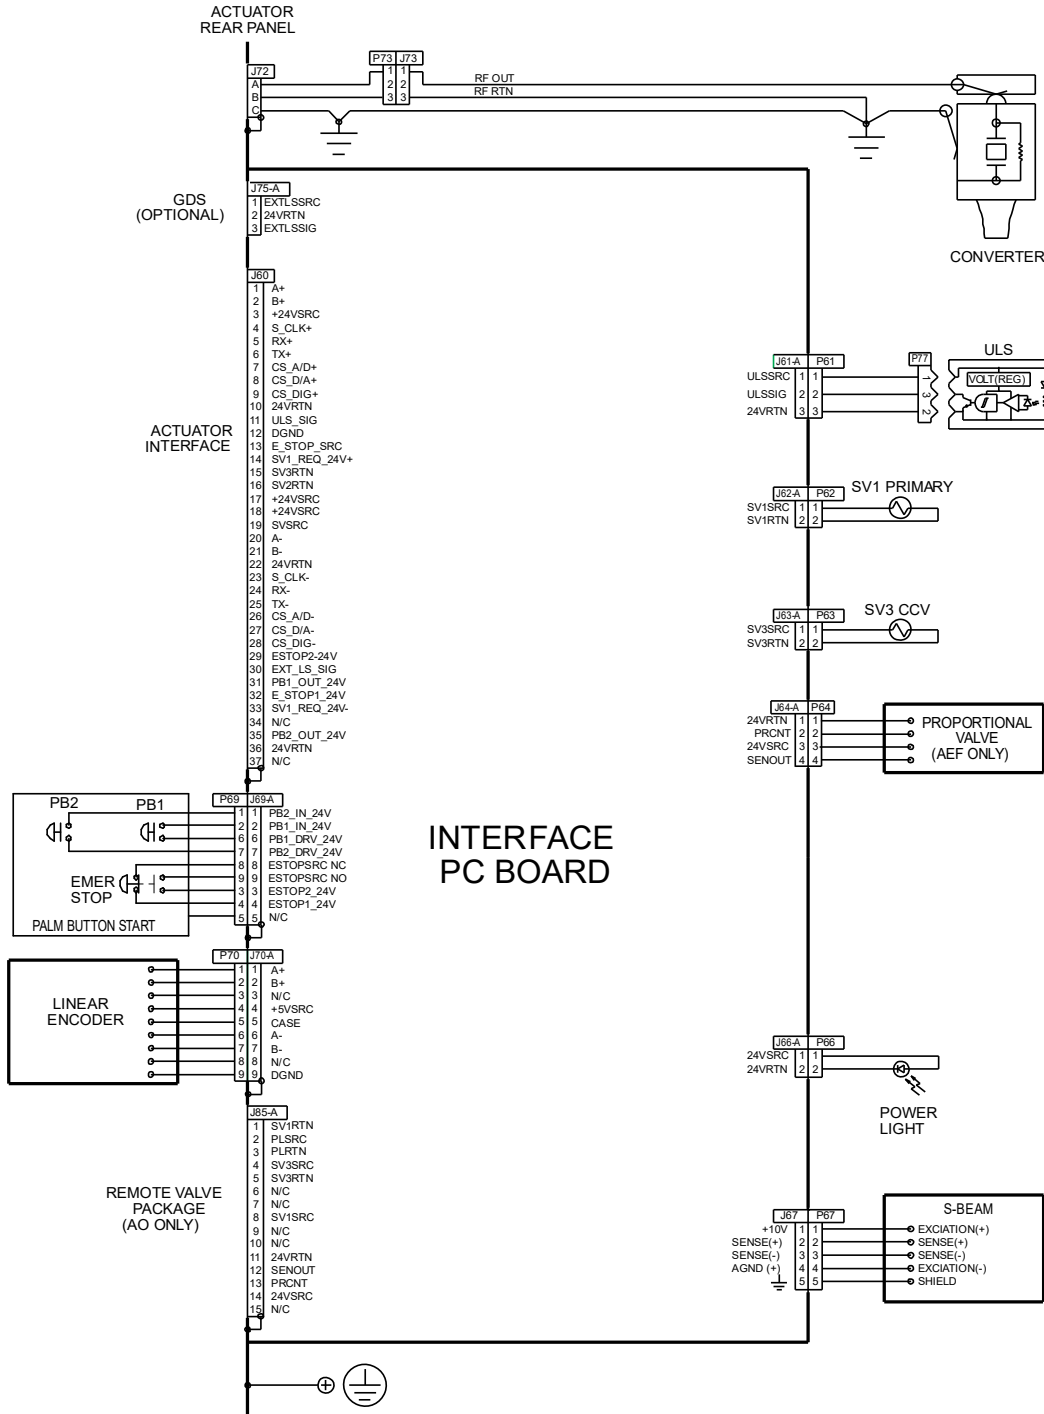 ACTUATOR
REAR PANEL
J72
A
B
C
P73 J73
1 1
2 2
3 3
RF OUT
RF RTN
CONVERTER
GDS
(OPTIONAL)
J75-A
1 EXTLSSRC
2 24VRTN
3 EXTLSSIG
ACTUATOR
INTERFACE
J60
1 A+
2 B+
3 +24VSRC
4 S_CLK+
5 RX+
6 TX+
7 CS_A/D+
8 CS_D/A+
9 CS_DIG+
10 24VRTN
11 ULS_SIG
12 DGND
13 E_STOP_SRC
14 SV1_REQ_24V+
15 SV3RTN
16 SV2RTN
17 +24VSRC
18 +24VSRC
19 SVSRC
20 A-
21 B-
22 24VRTN
23 S_CLK-
24 RX-
25 TX-
26 CS_A/D-
27 CS_D/A-
28 CS_DIG-
29 ESTOP2-24V
30 EXT_LS_SIG
31 PB1_OUT_24V
32 E_STOP1_24V
33 SV1_REQ_24V-
34 N/C
35 PB2_OUT_24V
36 24VRTN
37 N/C
J61-A P61
ULSSRC 1 1
ULSSIG 2 2
24VRTN 3 3
P77
1
3
2
ULS
VOLT(REG)
J62-A P62
SV1SRC 1 1
SV1RTN 2 2
SV1 PRIMARY
J63-A P63
SV3SRC 1 1
SV3RTN 2 2
SV3 CCV
J64-A P64
24VRTN 1 1
PRCNT 2 2
24VSRC 3 3
SENOUT 4 4
PROPORTIONAL
VALVE
(AEF ONLY)
INTERFACE
PC BOARD
PB2 PB1
EMER
STOP
PALM BUTTON START
P69 J69-A
1 1 PB2_IN_24V
2 2 PB1_IN_24V
6 6 PB1_DRV_24V
7 7 PB2_DRV_24V
8 8 ESTOPSRC NC
9 9 ESTOPSRC NO
3 3 ESTOP2_24V
4 4 ESTOP1_24V
5 5 N/C
LINEAR
ENCODER
P70 J70-A
1 1 A+
2 2 B+
3 3 N/C
4 4 +5VSRC
5 5 CASE
6 6 A-
7 7 B-
8 8 N/C
9 9 DGND
J66-A P66
24VSRC 1 1
24VRTN 2 2
POWER
LIGHT
REMOTE VALVE
PACKAGE
(AO ONLY)
J85-A
1 SV1RTN
2 PLSRC
3 PLRTN
4 SV3SRC
5 SV3RTN
6 N/C
7 N/C
8 SV1SRC
9 N/C
10 N/C
11 24VRTN
12 SENOUT
13 PRCNT
14 24VSRC
15 N/C
J67 P67
+10V 1 1
SENSE(+) 2 2
SENSE(-) 3 3
AGND (+) 4 4
5 5
S-BEAM
EXCIATION(+)
SENSE(+)
SENSE(-)
EXCIATION(-)
SHIELD